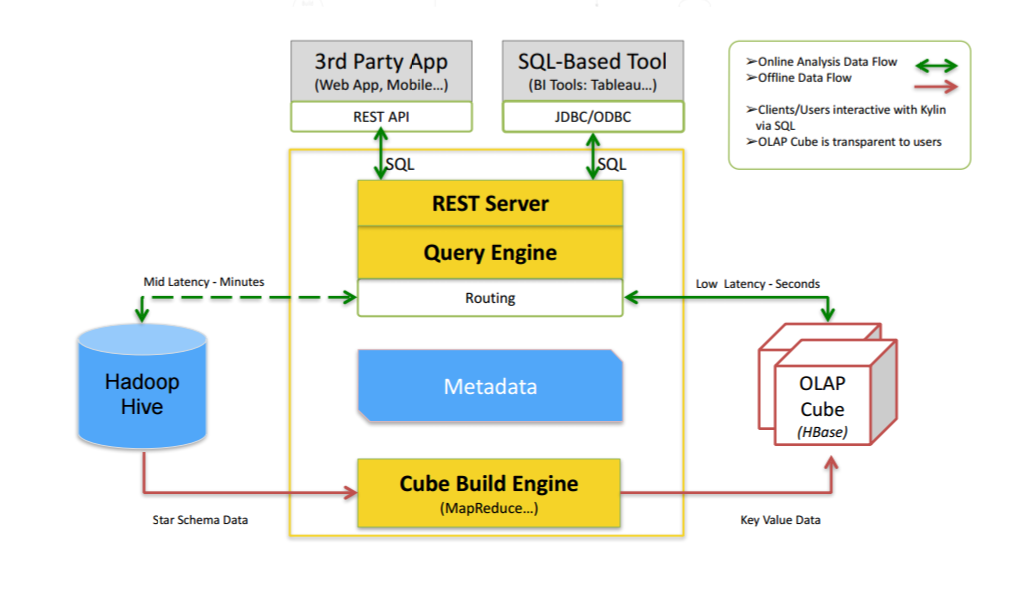 3rd Party App
(Web App, Mobile...)
REST API
SQL-Based Tool
(BI Tools: Tableau...)
JDBC/ODBC
➢Online Analysis Data Flow
➢Offline Data Flow
➢Clients/Users interactive with Kylin
via SQL
➢OLAP Cube is transparent to users
SQL
SQL
REST Server
Query Engine
Routing
Mid Latency - Minutes
Low Latency - Seconds
Hadoop
Hive
Metadata
OLAP
Cube
(HBase)
Cube Build Engine
(MapReduce...)
Star Schema Data
Key Value Data